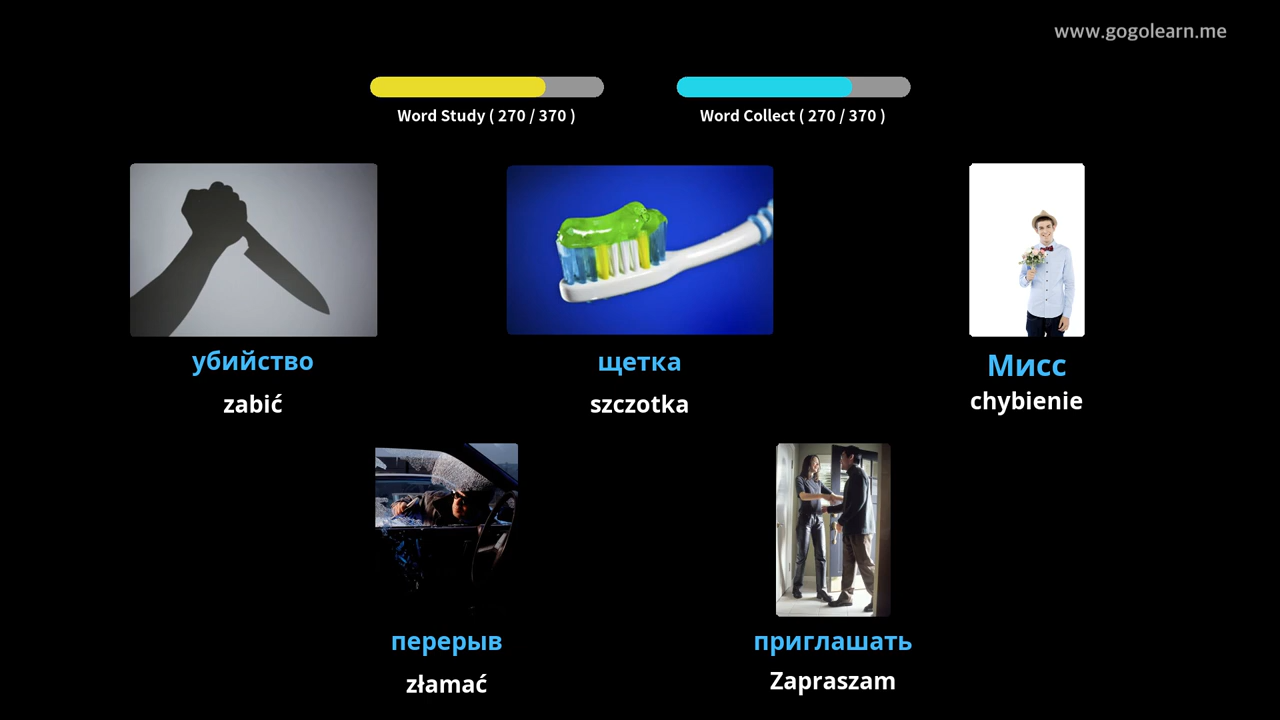 www.gogolearn.me
Word Study ( 270 / 370 )
Word Collect ( 270 / 370 )
убийство
zabić
щетка
szczotka
Мисс
chybienie
перерыв
złamać
приглашать
Zapraszam